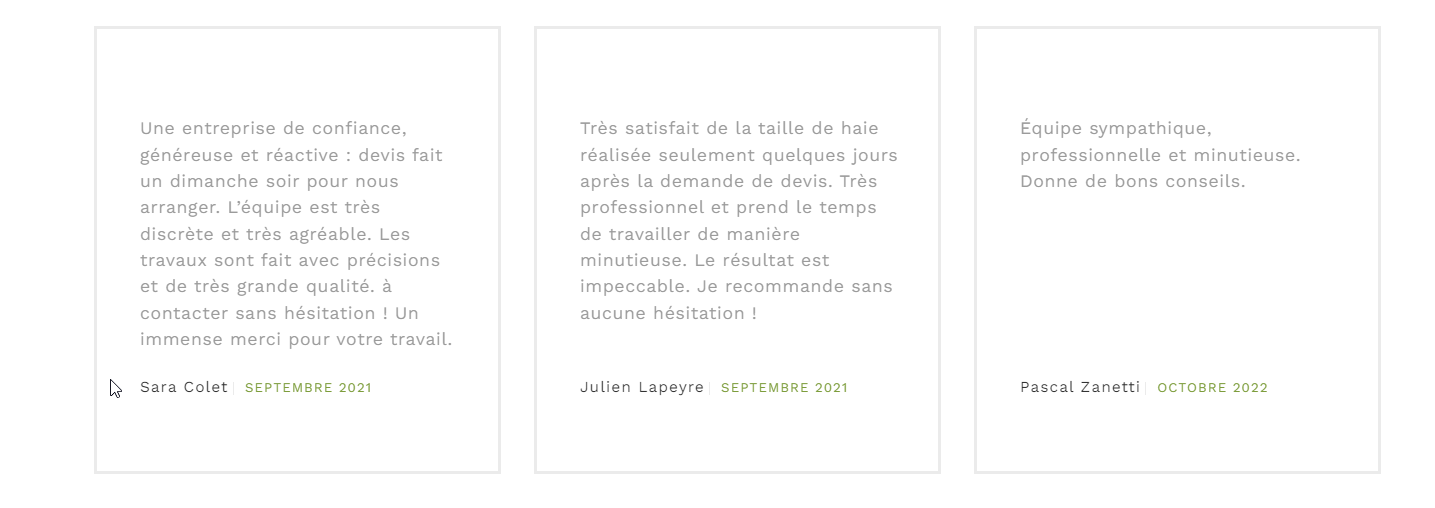 Une entreprise de confiance,
généreuse et réactive : devis fait
un dimanche soir pour nous
arranger. L’équipe est très
discrète et très agréable. Les
travaux sont fait avec précisions
et de très grande qualité. à
contacter sans hésitation ! Un
immense merci pour votre travail.
Sara Colet | SEPTEMBRE 2021
Très satisfait de la taille de haie
réalisée seulement quelques jours
après la demande de devis. Très
professionnel et prend le temps
de travailler de manière
minutieuse. Le résultat est
impeccable. Je recommande sans
aucune hésitation !
Julien Lapeyre | SEPTEMBRE 2021
Équipe sympathique,
professionnelle et minutieuse.
Donne de bons conseils.
Pascal Zanetti | OCTOBRE 2022